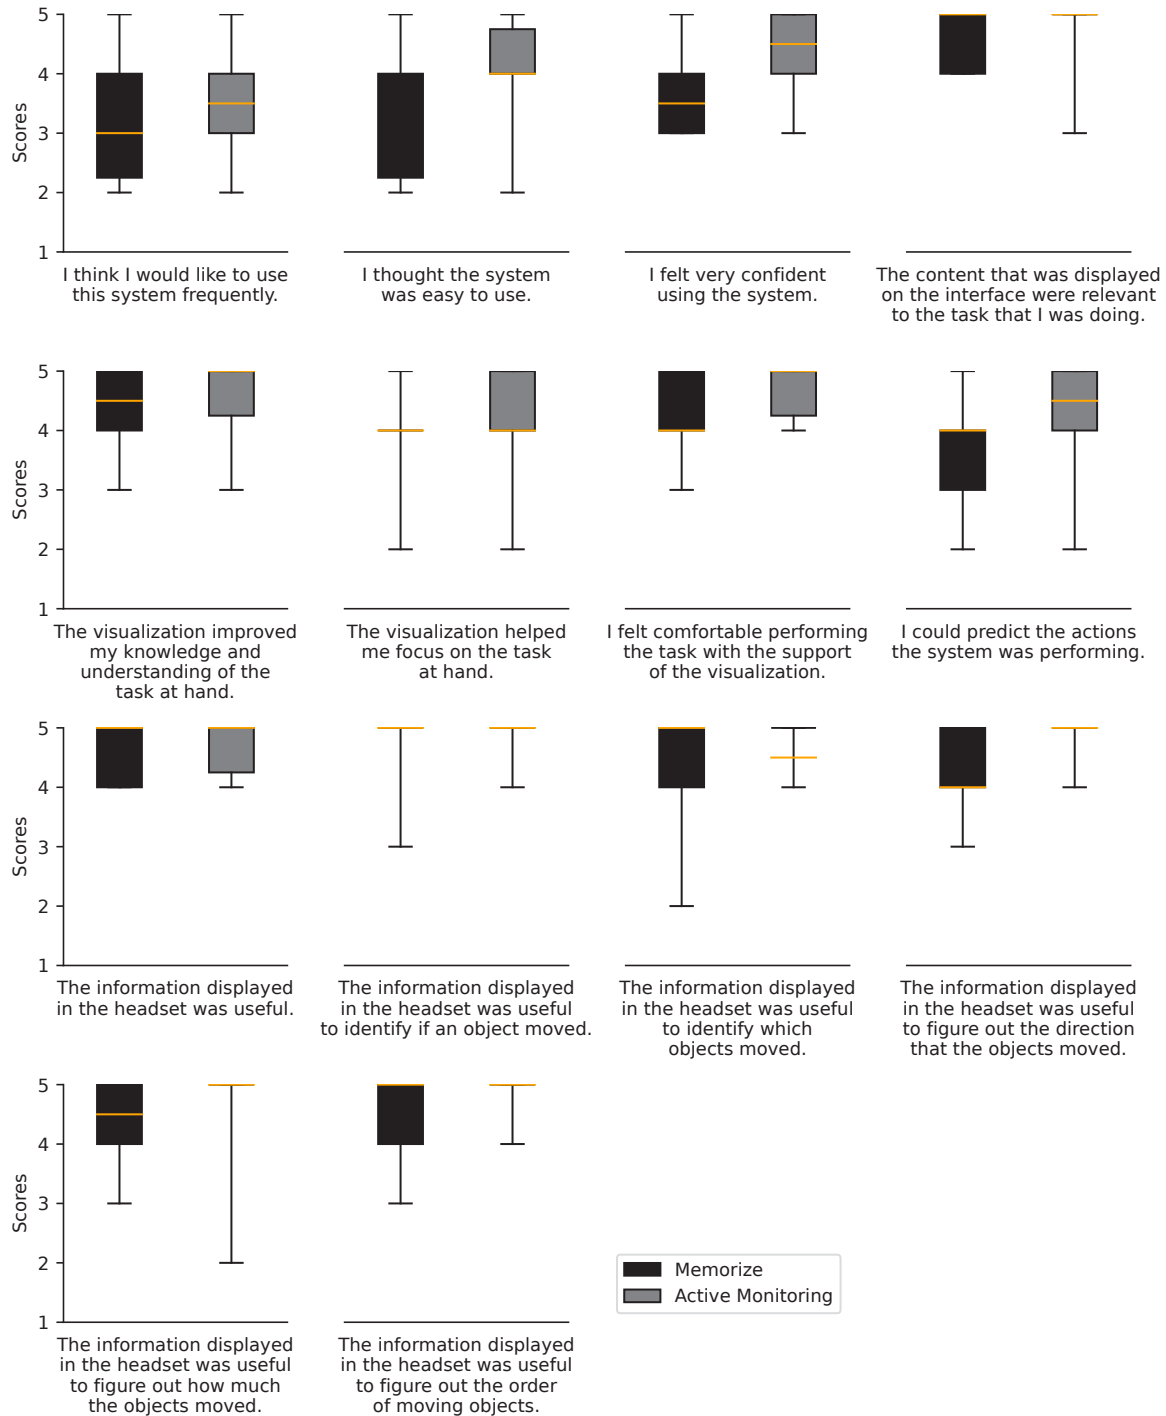 5
4
3
2
1
Scores
I think I would like to use
this system frequently.
I thought the system
was easy to use.
I felt very confident
using the system.
The content that was displayed
on the interface were relevant
to the task that I was doing.
5
4
3
2
1
Scores
The visualization improved
my knowledge and
understanding of the
task at hand.
The visualization helped
me focus on the task
at hand.
I felt comfortable performing
the task with the support
of the visualization.
I could predict the actions
the system was performing.
5
4
3
2
1
Scores
The information displayed
in the headset was useful.
The information displayed
in the headset was useful
to identify if an object moved.
The information displayed
in the headset was useful
to identify which
objects moved.
The information displayed
in the headset was useful
to figure out the direction
that the objects moved.
5
4
3
2
1
Scores
The information displayed
in the headset was useful
to figure out how much
the objects moved.
The information displayed
in the headset was useful
to figure out the order
of moving objects.
Memorize
Active Monitoring